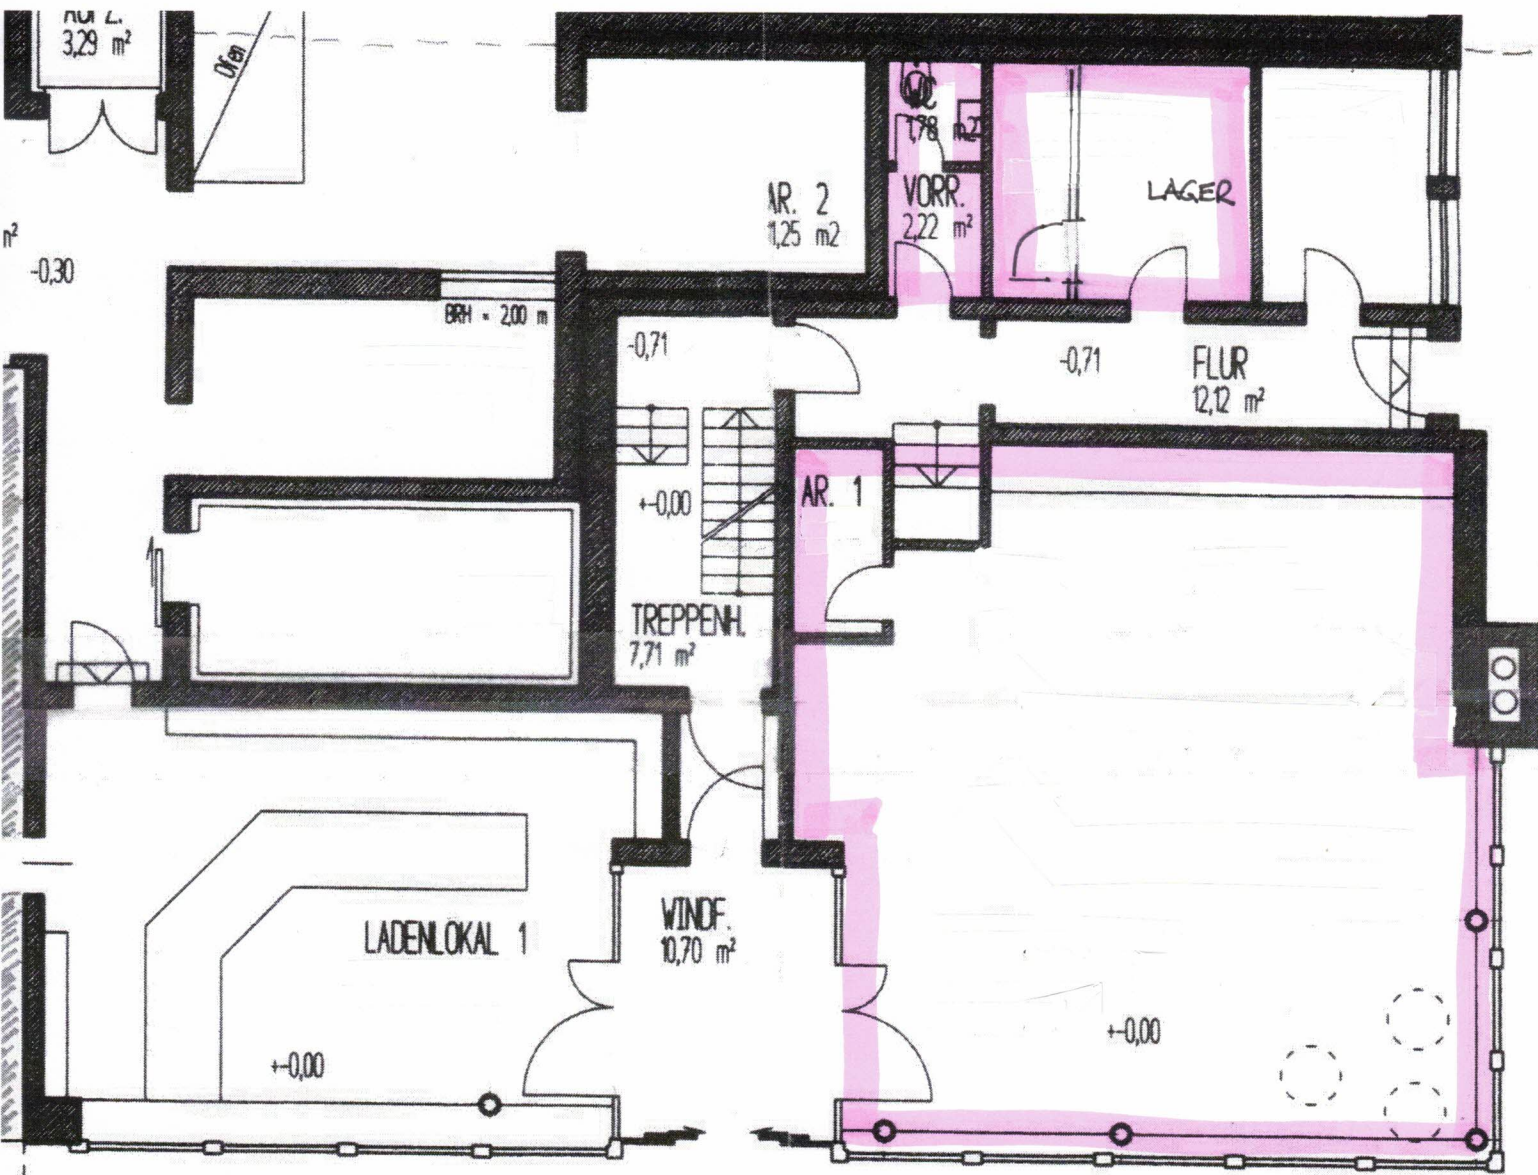 3,29 m²
Ofen
WC
1,78 m2
VORR.
2,22 m²
LAGER
AR. 2
1,25 m2
-0,30
BRH = 2,00 m
-0,71
-0,71
FLUR
12,12 m²
AR. 1
+-0,00
TREPPENH.
7,71 m²
LADENLOKAL 1
WINDF.
10,70 m²
+-0,00
+-0,00